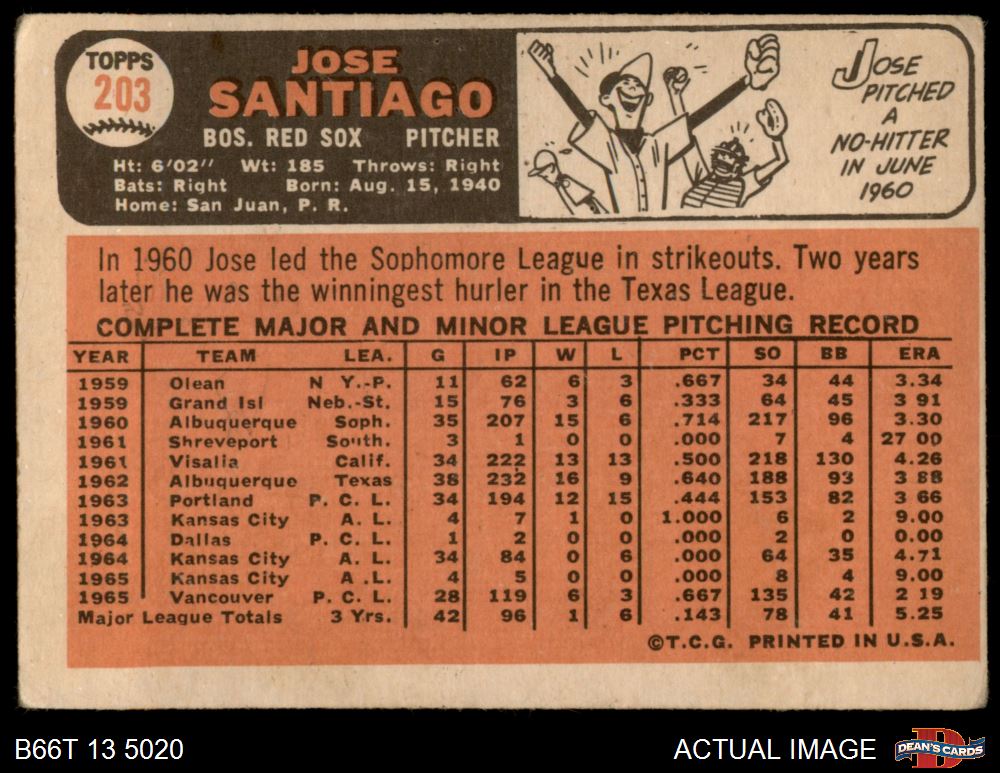 TOPPS
203
JOSE
SANTIAGO
BOS. RED SOX PITCHER
Ht: 6'02" Wt: 185 Throws: Right
Bats: Right Born: Aug. 15, 1940
Home: San Juan, P. R.
JOSE
PITCHED
A
NO-HITTER
IN JUNE
1960
In 1960 Jose led the Sophomore League in strikeouts. Two years
later he was the winningest hurler in the Texas League.
COMPLETE MAJOR AND MINOR LEAGUE PITCHING RECORD
YEAR TEAM LEA. G IP W L PCT SO BB ERA
1959 Olean N Y.-P. 11 62 6 3 .667 34 44 3.34
1959 Grand Isl Neb.-St. 15 76 3 6 .333 64 45 3 91
1960 Albuquerque Soph. 35 207 15 6 .714 217 96 3.30
1961 Shreveport South. 3 1 0 0 .000 7 4 27 00
1961 Visalia Calif. 34 222 13 13 .500 218 130 4.26
1962 Albuquerque Texas 38 232 16 9 .640 188 93 3 88
1963 Portland P. C. L. 34 194 12 15 .444 153 82 3 66
1963 Kansas City A. L. 4 7 1 0 1.000 6 2 9.00
1964 Dallas P. C. L. 1 2 0 0 .000 2 0 0.00
1964 Kansas City A. L. 34 84 0 6 .000 64 35 4.71
1965 Kansas City A .L. 4 5 0 0 .000 8 4 9.00
1965 Vancouver P. C. L. 28 119 6 3 .667 135 42 2 19
Major League Totals 3 Yrs. 42 96 1 6 .143 78 41 5.25
©T.C.G. PRINTED IN U.S.A.
B66T 13 5020 ACTUAL IMAGE DEAN'S CARDS